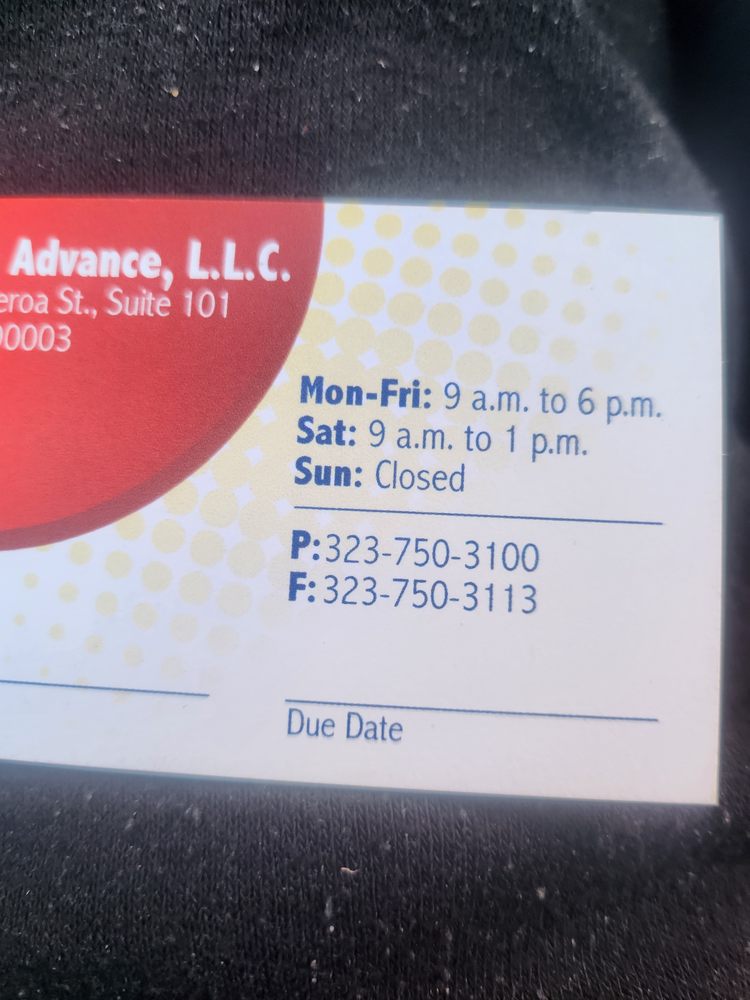 Advance, L.L.C.
eroa St., Suite 101
0003
Mon-Fri: 9 a.m. to 6 p.m.
Sat: 9 a.m. to 1 p.m.
Sun: Closed
P:323-750-3100
F:323-750-3113
Due Date